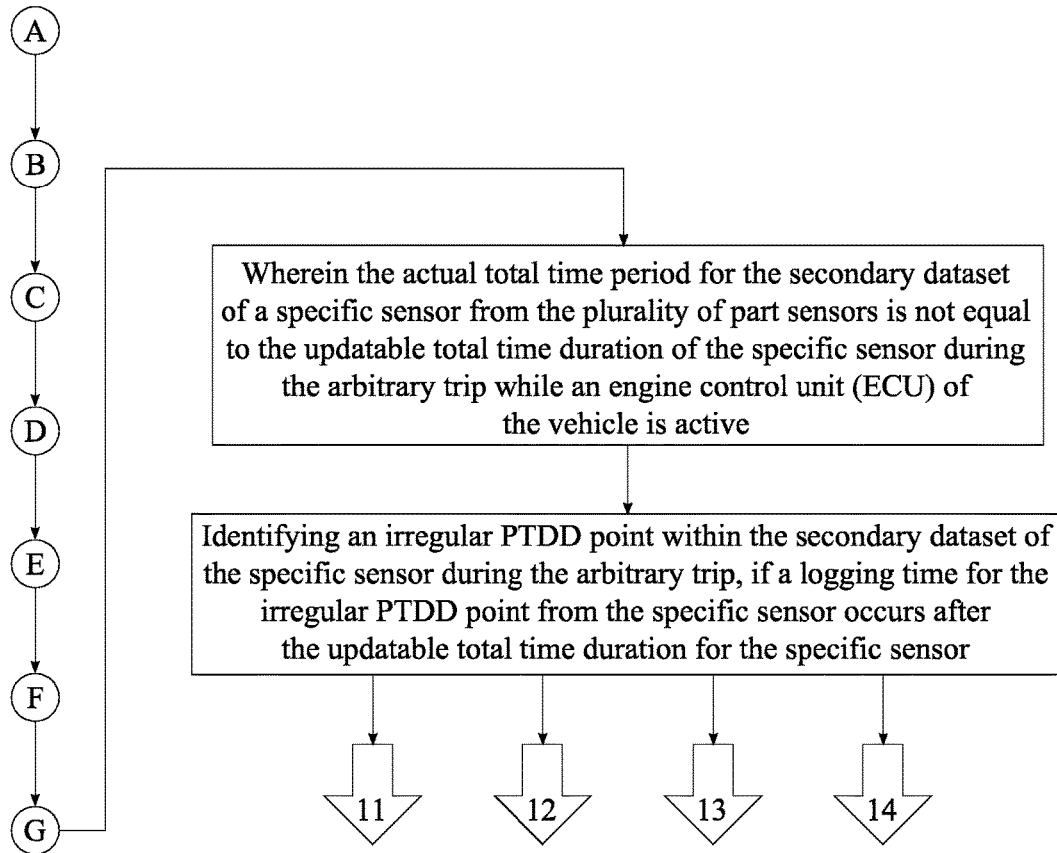 A
B
C
D
E
F
G
Wherein the actual total time period for the secondary dataset
of a specific sensor from the plurality of part sensors is not equal
to the updatable total time duration of the specific sensor during
the arbitrary trip while an engine control unit (ECU) of
the vehicle is active
Identifying an irregular PTDD point within the secondary dataset of
the specific sensor during the arbitrary trip, if a logging time for the
irregular PTDD point from the specific sensor occurs after
the updatable total time duration for the specific sensor
11 12 13 14